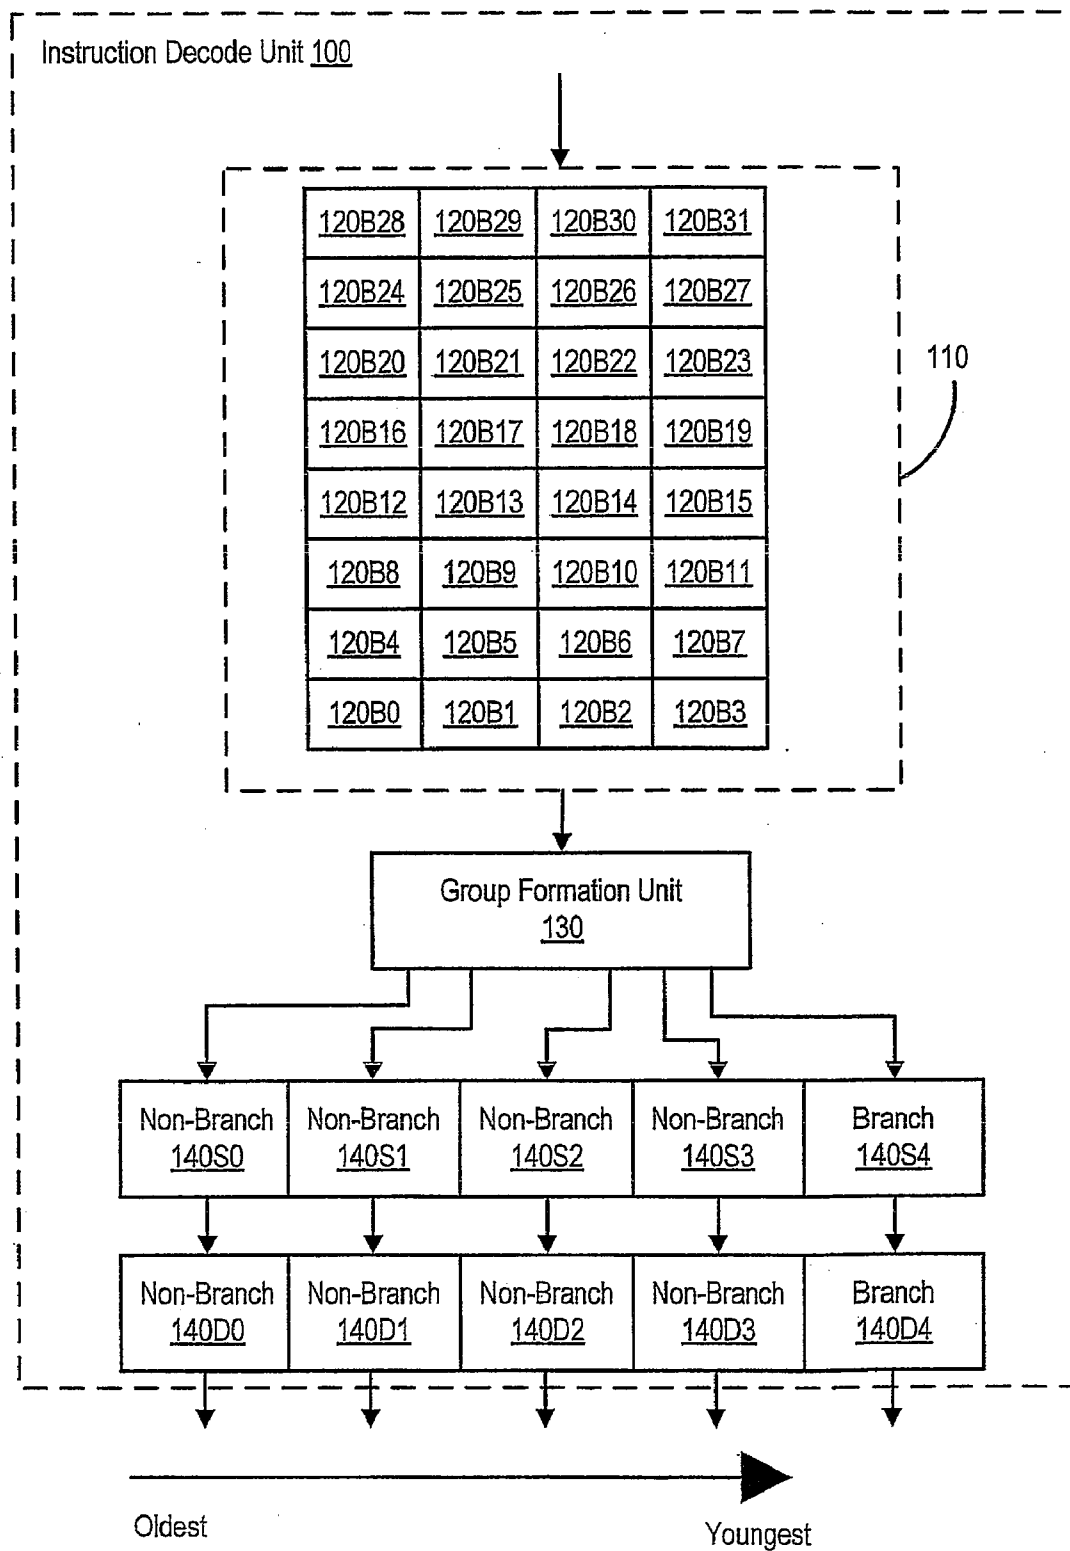 Instruction Decode Unit 100
120B28 120B29 120B30 120B31
120B24 120B25 120B26 120B27
120B20 120B21 120B22 120B23
110
120B16 120B17 120B18 120B19
120B12 120B13 120B14 120B15
120B8 120B9 120B10 120B11
120B4 120B5 120B6 120B7
120B0 120B1 120B2 120B3
Group Formation Unit
130
Non-Branch Non-Branch Non-Branch Non-Branch Branch
140S0 140S1 140S2 140S3 140S4
Non-Branch Non-Branch Non-Branch Non-Branch Branch
140D0 140D1 140D2 140D3 140D4
Oldest
Youngest